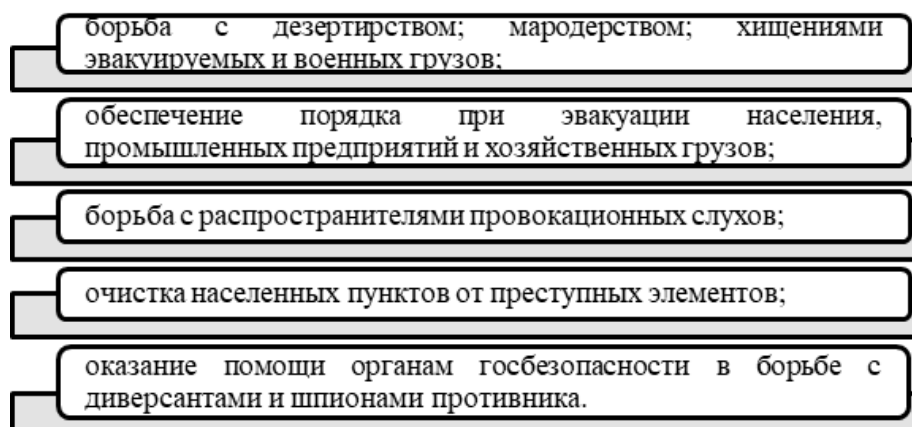 борьба с дезертирством; мародерством; хищениями
эвакуируемых и военных грузов;
обеспечение порядка при эвакуации населения,
промышленных предприятий и хозяйственных грузов;
борьба с распространителями провокационных слухов;
очистка населенных пунктов от преступных элементов;
оказание помощи органам госбезопасности в борьбе с
диверсантами и шпионами противника.